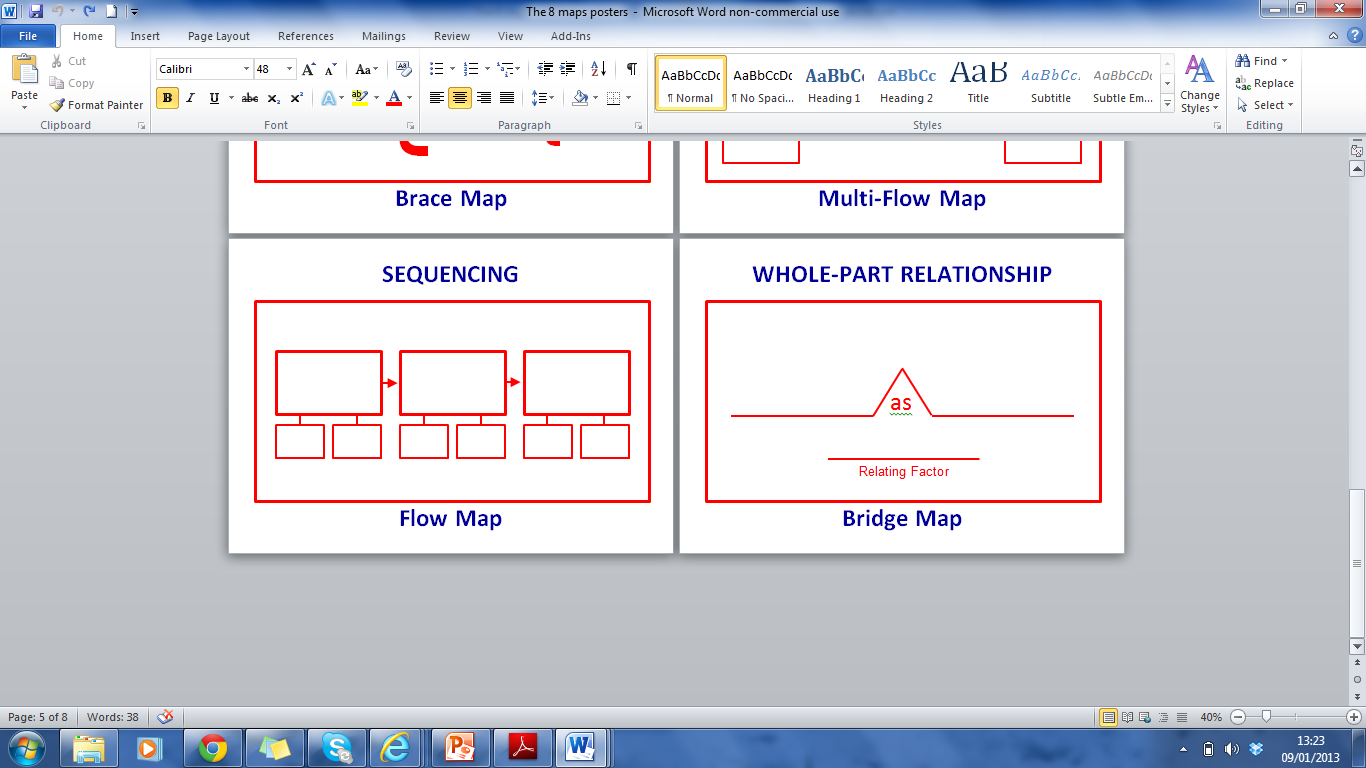 The 8 maps posters - Microsoft Word non-commercial use
File Home Insert Page Layout References Mailings Review View Add-Ins
Paste
Cut
Copy
Format Painter
Clipboard
Calibri 48
Font
Paragraph
AaBbCcDc AaBbCcDc AaBbCc AaBbCc AaB AaBbCc. AaBbCcDc
¶ Normal ¶ No Spaci... Heading 1 Heading 2 Title Subtitle Subtle Em...
Styles
Change Styles
Find
Replace
Select
Editing
Brace Map
Multi-Flow Map
SEQUENCING
Flow Map
WHOLE-PART RELATIONSHIP
as
Relating Factor
Bridge Map
Page: 5 of 8 Words: 38
40%
13:23
09/01/2013